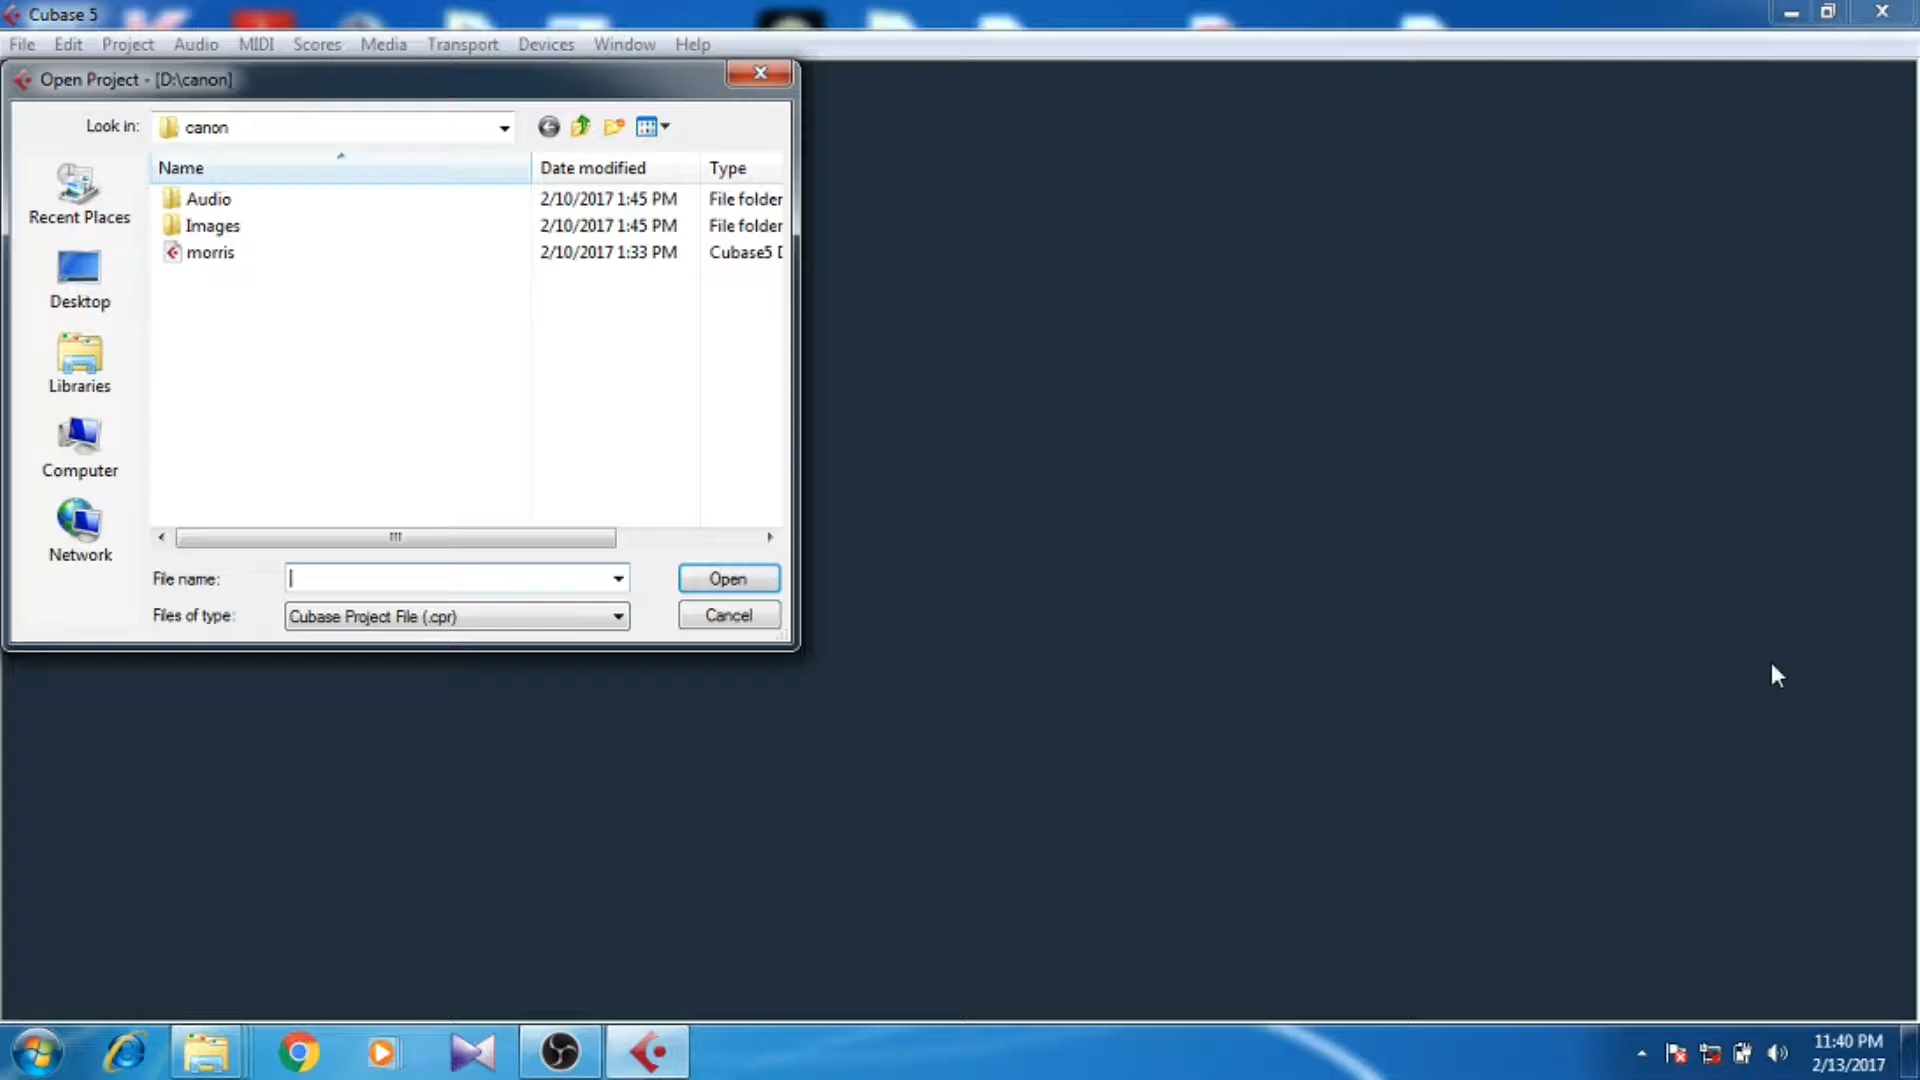 Cubase 5
File Edit Project Audio MIDI Scores Media Transport Devices Window Help
Open Project - [D:\canon]
Look in: canon
Name Date modified Type
Audio 2/10/2017 1:45 PM File folder
Images 2/10/2017 1:45 PM File folder
morris 2/10/2017 1:33 PM Cubase5 D
Recent Places
Desktop
Libraries
Computer
Network
File name: Open
Files of type: Cubase Project File (.cpr) Cancel
11:40 PM
2/13/2017